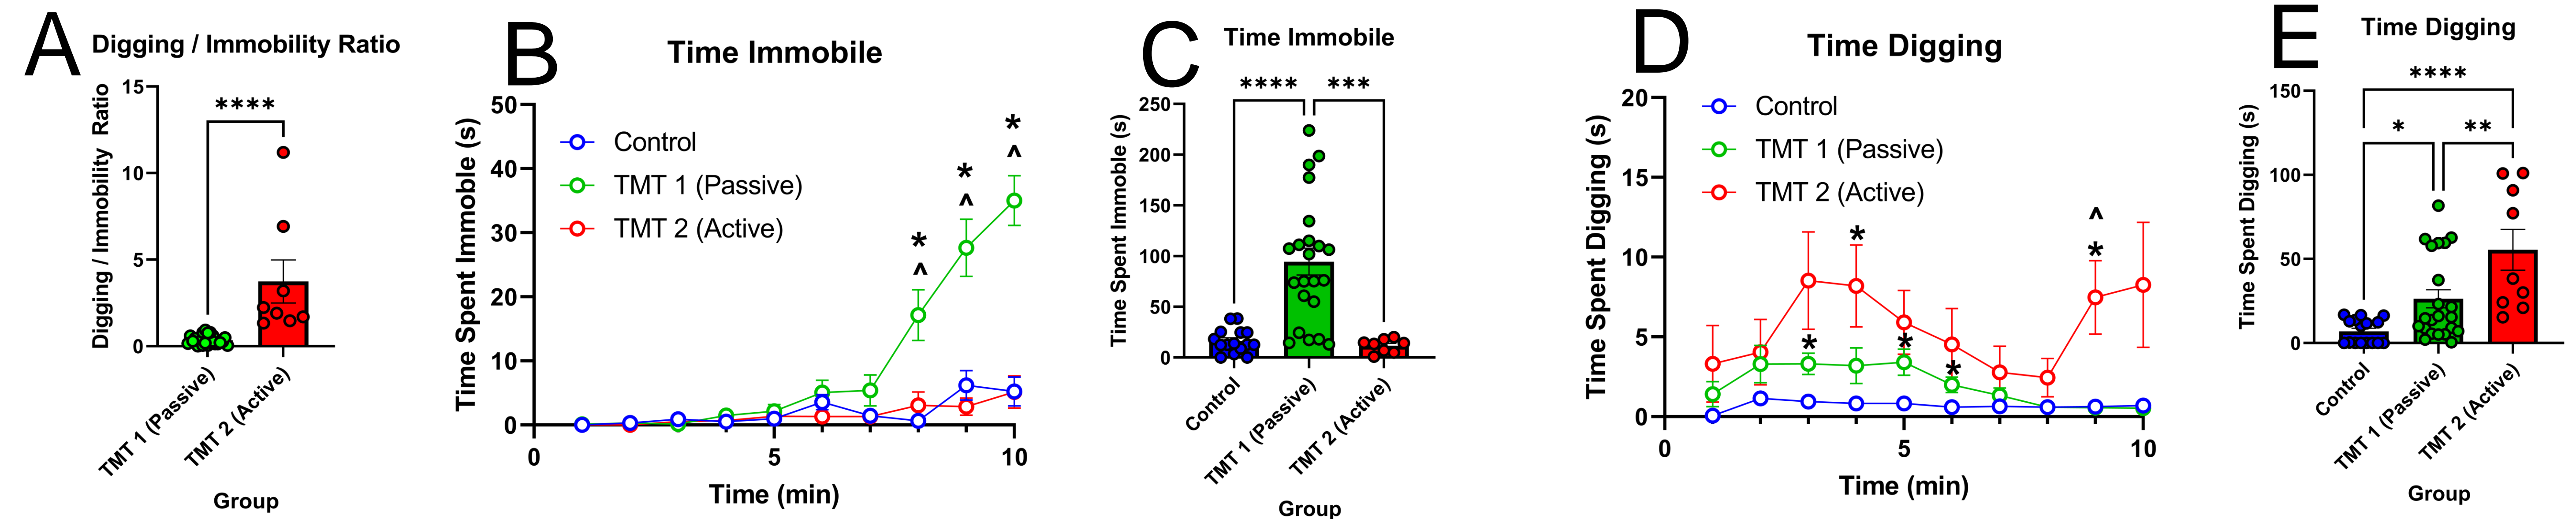 A
Digging / Immobility Ratio
Digging / Immobility Ratio
15
10
5
0
****
TMT 1 (Passive)
TMT 2 (Active)
Group
B
Time Immobile
Time Spent Immoble (s)
50
40
30
20
10
0
Control
TMT 1 (Passive)
TMT 2 (Active)
*
^
*
^
*
^
0
5
10
Time (min)
C
Time Immobile
Time Spent Immoble (s)
250
200
150
100
50
0
**** ***
Control
TMT 1 (Passive)
TMT 2 (Active)
Group
D
Time Digging
Time Spent Digging (s)
20
15
10
5
0
Control
TMT 1 (Passive)
TMT 2 (Active)
*
*
*
*
^
*
0
5
10
Time (min)
E
Time Digging
Time Spent Digging (s)
150
100
50
0
****
* **
Control
TMT 1 (Passive)
TMT 2 (Active)
Group